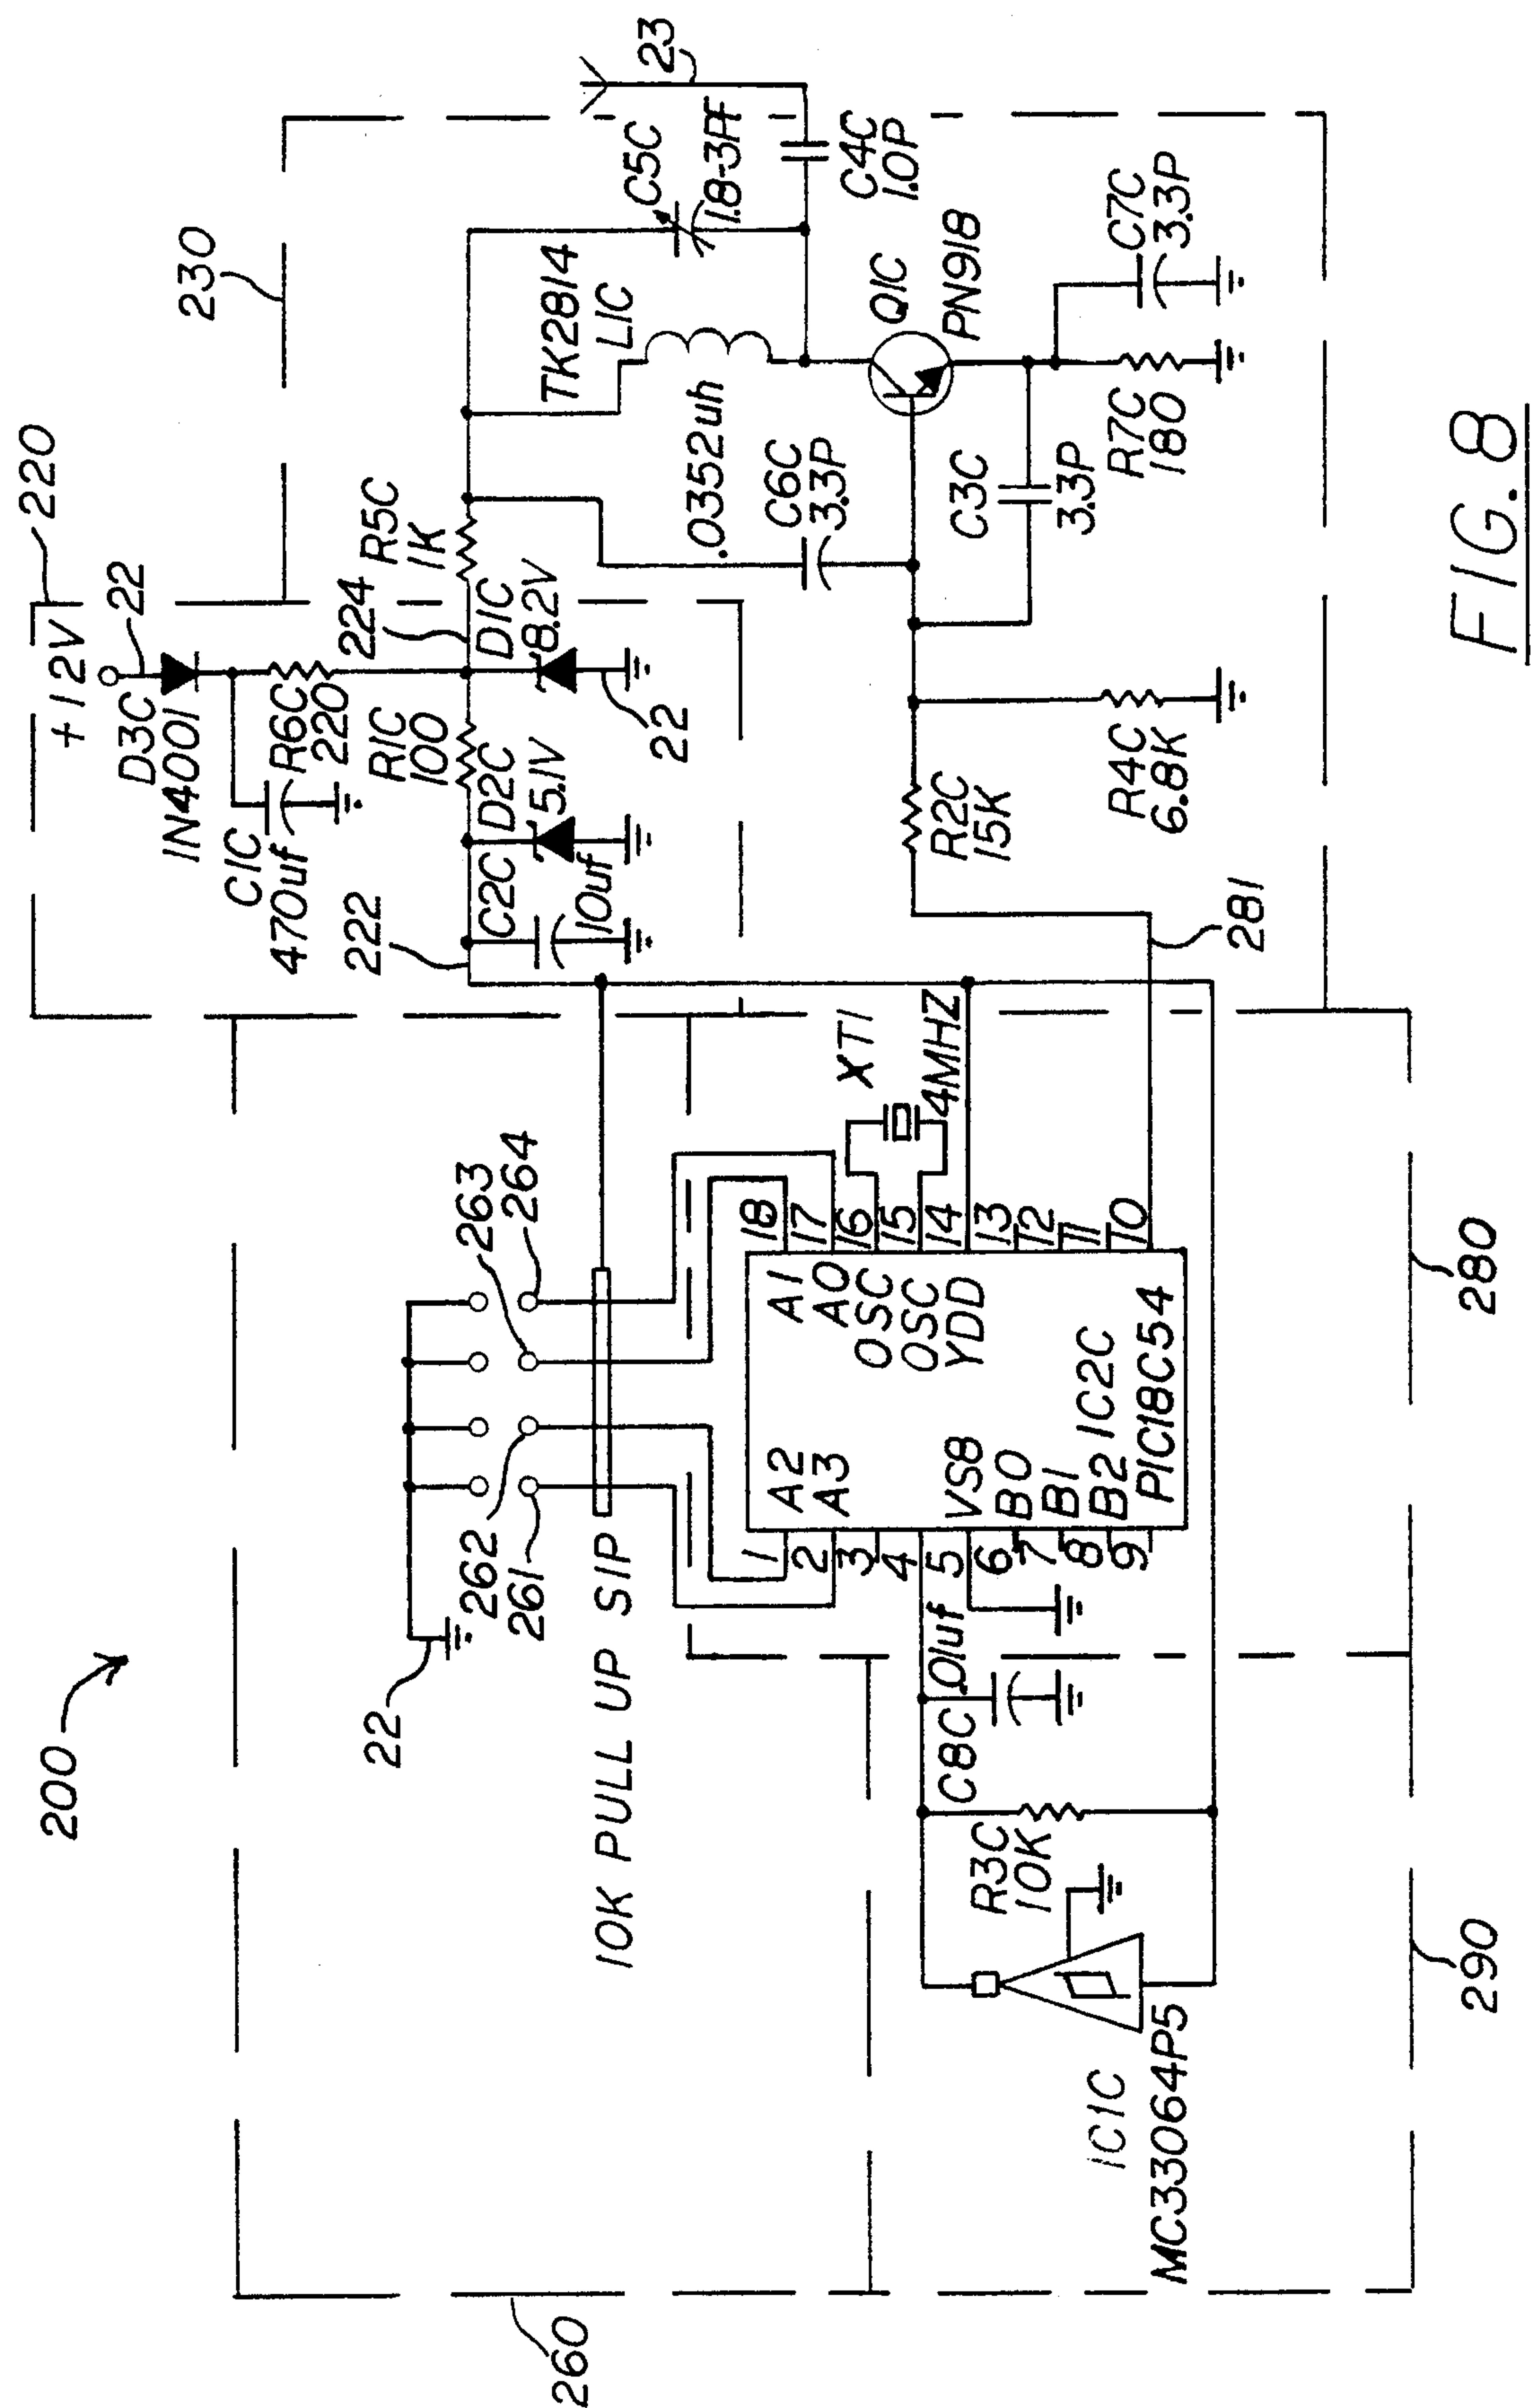 200
220
+12V
22
D3C
IN4001
C1C
470uf
R6C
220
224
R5C
1K
230
R1C
100
D1C
8.2V
22
222
C2C
10uf
D2C
5.1V
TK2814
L1C
.0352uh
C5C
1.8-3Pf
23
C4C
1.0P
C6C
3.3P
Q1C
PN918
C3C
3.3P
R7C
180
C7C
3.3P
R2C
15K
R4C
6.8K
281
22
262
261
263
264
10K PULL UP SIP
260
XT1
4MHZ
1
2
3
4
5
6
7
8
9
A2
A3
VS8
B0
B1
B2
A1
A0
OSC
OSC
YDD
IC2C
PIC18C54
18
17
16
15
14
13
12
11
10
C8C
.01uf
R3C
10K
IC1C
MC33064P5
290
280
FIG. 8